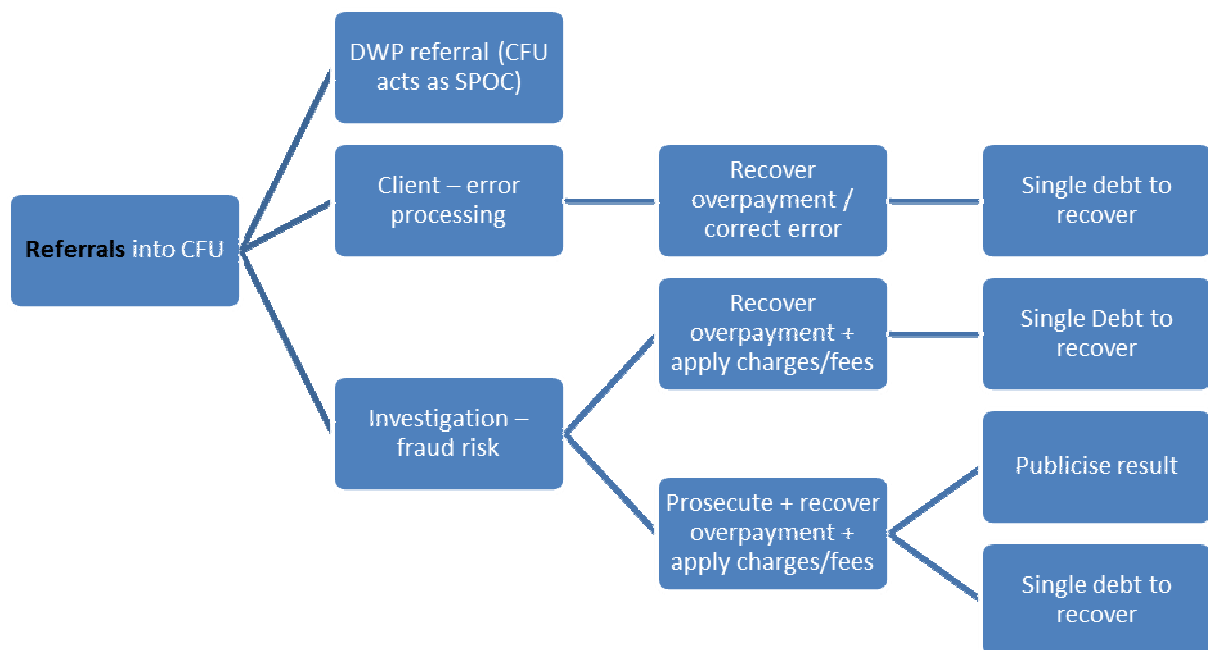 DWP referral (CFU
acts as SPOC)
Client – error
processing
Recover
overpayment /
correct error
Single debt to
recover
Referrals into CFU
Recover
overpayment +
apply charges/fees
Single Debt to
recover
Investigation –
fraud risk
Publicise result
Prosecute + recover
overpayment +
apply charges/fees
Single debt to
recover